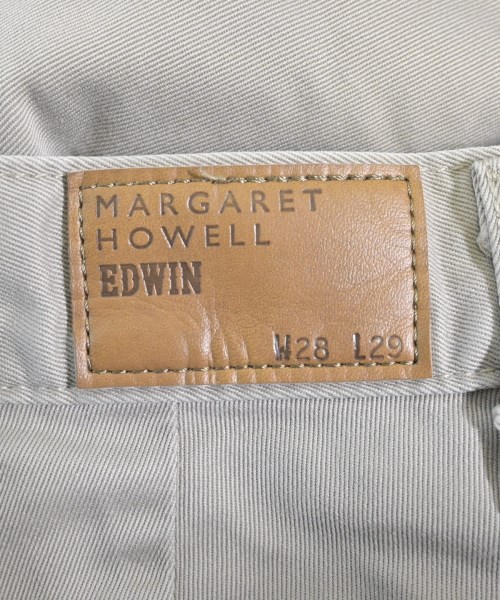 MARGARET
HOWELL
EDWIN
W28 L29